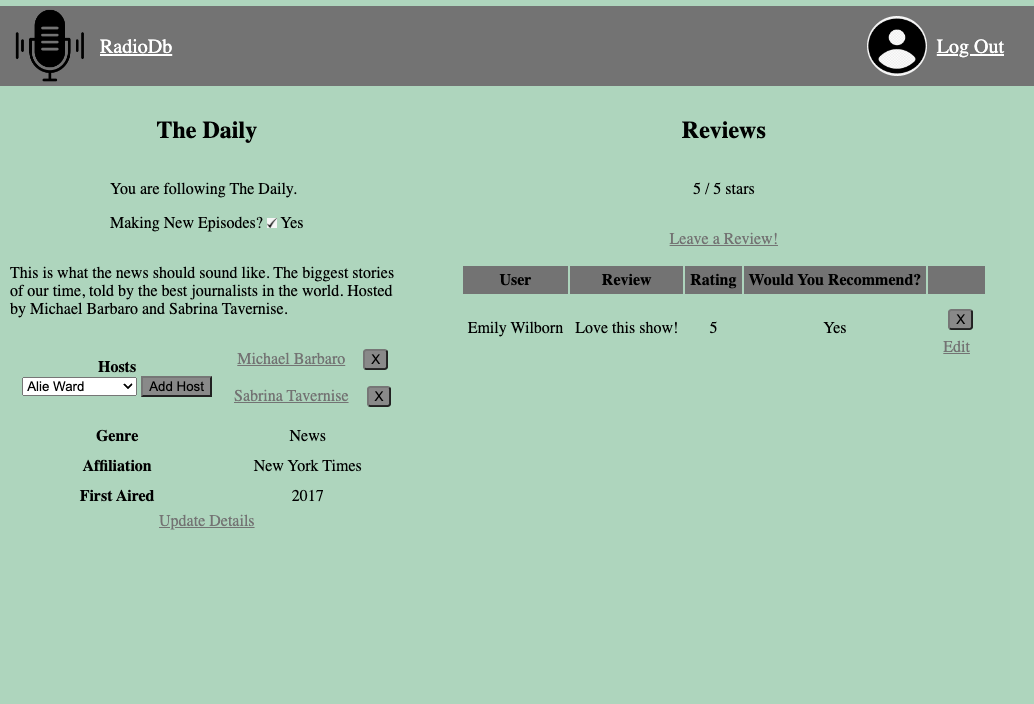 RadioDb
Log Out
The Daily
You are following The Daily.
Making New Episodes? Yes
This is what the news should sound like. The biggest stories
of our time, told by the best journalists in the world. Hosted
by Michael Barbaro and Sabrina Tavernise.
Hosts
Alie Ward Add Host
Michael Barbaro X
Sabrina Tavernise X
Genre News
Affiliation New York Times
First Aired 2017
Update Details
Reviews
5 / 5 stars
Leave a Review!
User Review Rating Would You Recommend?
Emily Wilborn Love this show! 5 Yes X
Edit